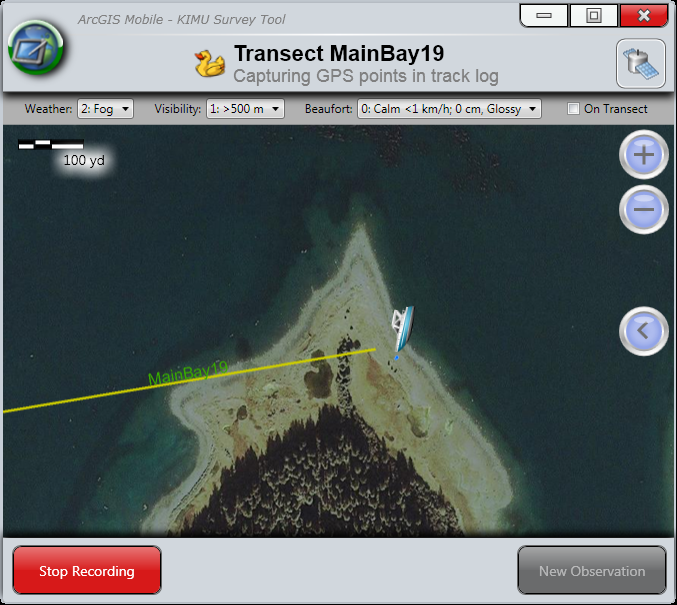 ArcGIS Mobile - KIMU Survey Tool
Transect MainBay19
Capturing GPS points in track log
Weather: 2: Fog Visibility: 1: >500 m Beaufort: 0: Calm <1 km/h; 0 cm, Glossy On Transect
100 yd
MainBay19
Stop Recording New Observation